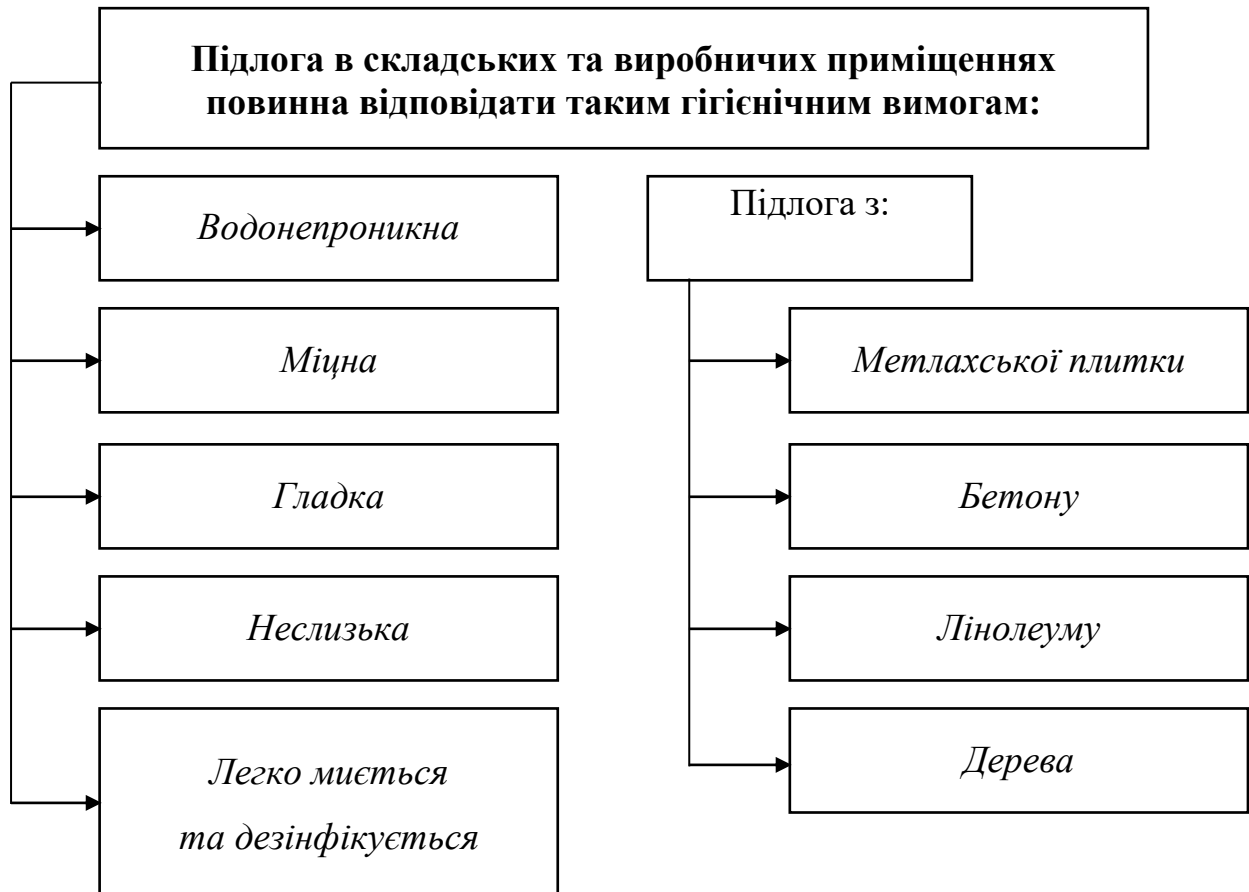 Підлога в складських та виробничих приміщеннях
повинна відповідати таким гігієнічним вимогам:
Водонепроникна
Міцна
Гладка
Неслизька
Легко миється
та дезінфікується
Підлога з:
Метлахської плитки
Бетону
Лінолеуму
Дерева